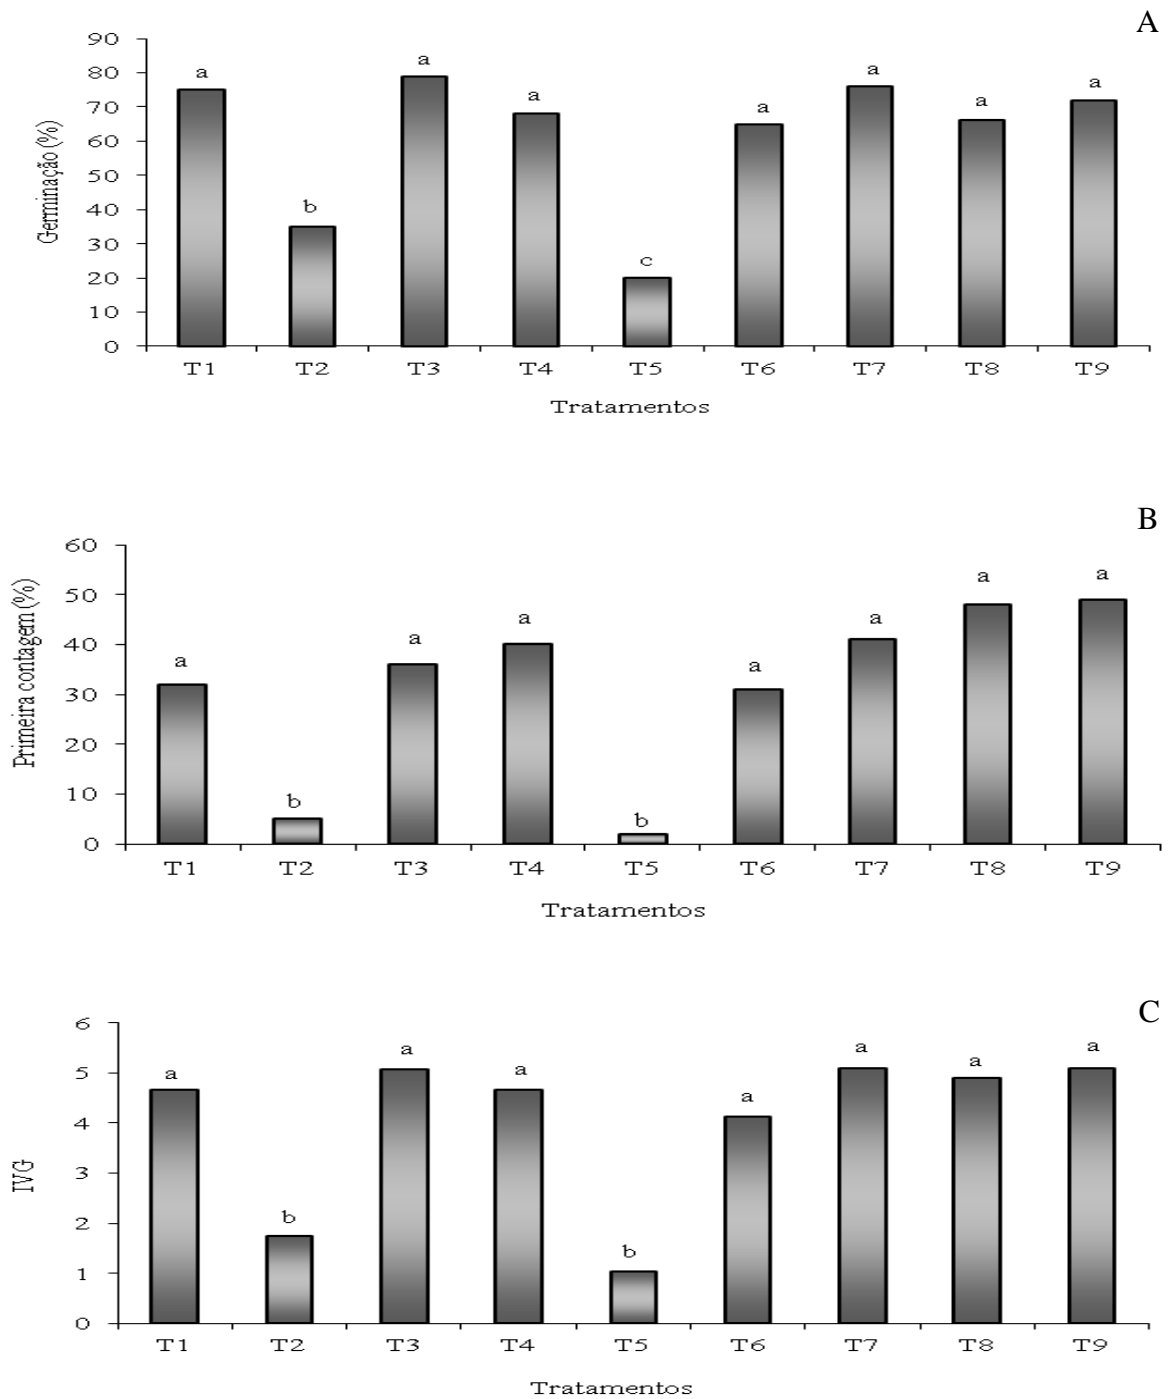 A
90
80
70
60
50
40
30
20
10
0
Germinação (%)
a b a a c a a a a
T1 T2 T3 T4 T5 T6 T7 T8 T9
Tratamentos
B
60
50
40
30
20
10
0
Primeira contagem (%)
a b a a b a a a a
T1 T2 T3 T4 T5 T6 T7 T8 T9
Tratamentos
C
6
5
4
3
2
1
0
IVG
a b a a b a a a a
T1 T2 T3 T4 T5 T6 T7 T8 T9
Tratamentos